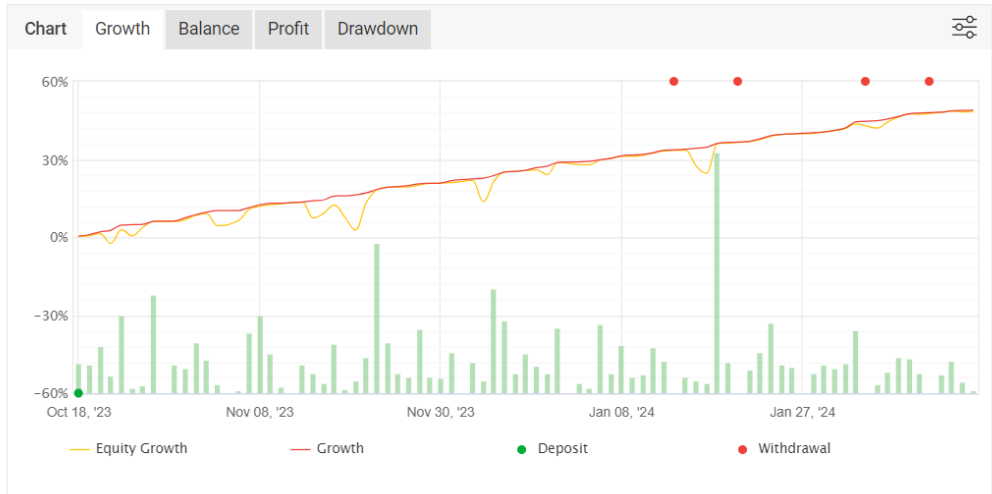 Chart Growth Balance Profit Drawdown
60%
30%
0%
−30%
−60%
Oct 18, '23 Nov 08, '23 Nov 30, '23 Jan 08, '24 Jan 27, '24
Equity Growth Growth Deposit Withdrawal